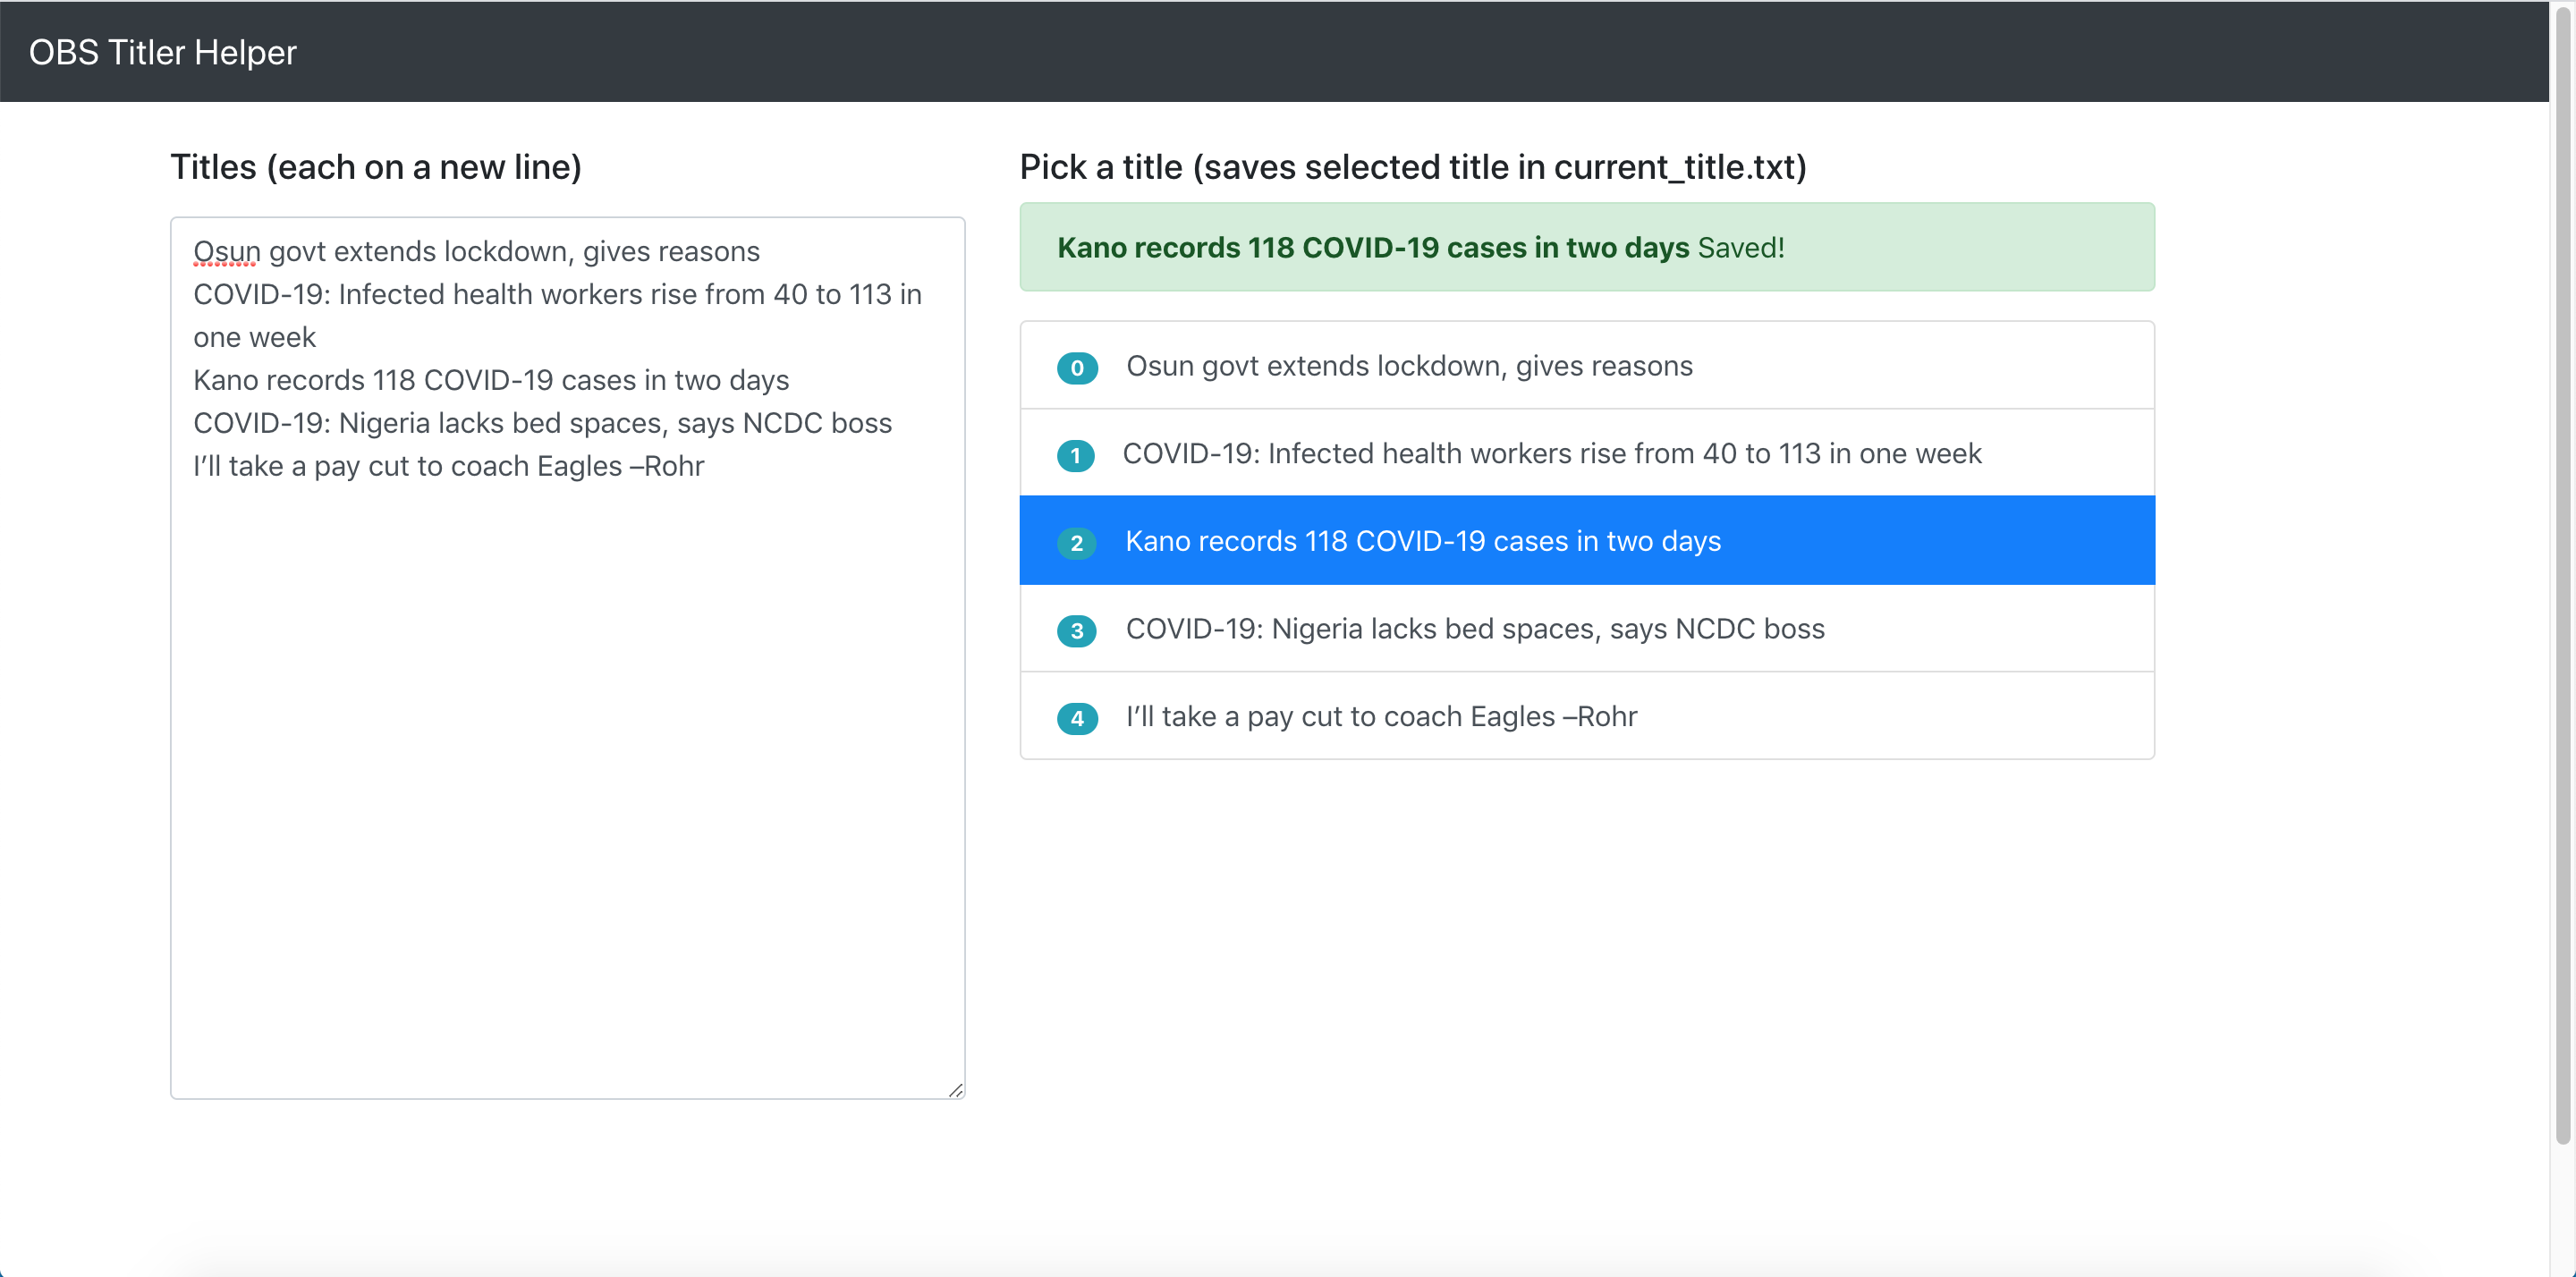 OBS Titler Helper
Titles (each on a new line)
Osun govt extends lockdown, gives reasons
COVID-19: Infected health workers rise from 40 to 113 in
one week
Kano records 118 COVID-19 cases in two days
COVID-19: Nigeria lacks bed spaces, says NCDC boss
I’ll take a pay cut to coach Eagles –Rohr
Pick a title (saves selected title in current_title.txt)
Kano records 118 COVID-19 cases in two days Saved!
0 Osun govt extends lockdown, gives reasons
1 COVID-19: Infected health workers rise from 40 to 113 in one week
2 Kano records 118 COVID-19 cases in two days
3 COVID-19: Nigeria lacks bed spaces, says NCDC boss
4 I’ll take a pay cut to coach Eagles –Rohr